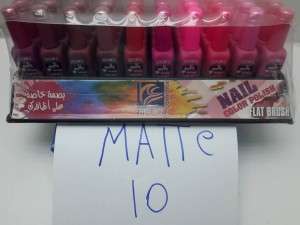 بصمة خاصة
على أظافرك
NAIL
COLOR POLISH
FLAT BRUSH
MATTe
10